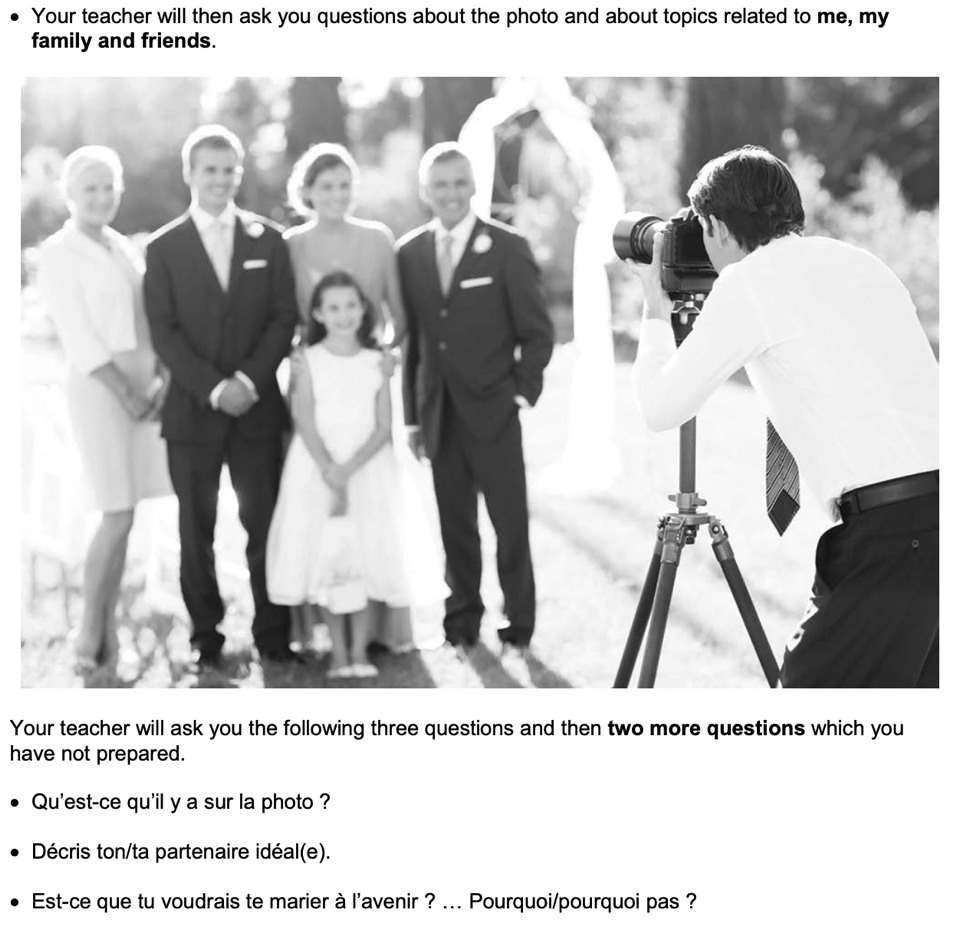 • Your teacher will then ask you questions about the photo and about topics related to me, my
family and friends.
Your teacher will ask you the following three questions and then two more questions which you
have not prepared.
• Qu’est-ce qu’il y a sur la photo ?
• Décris ton/ta partenaire idéal(e).
• Est-ce que tu voudrais te marier à l’avenir ? … Pourquoi/pourquoi pas ?